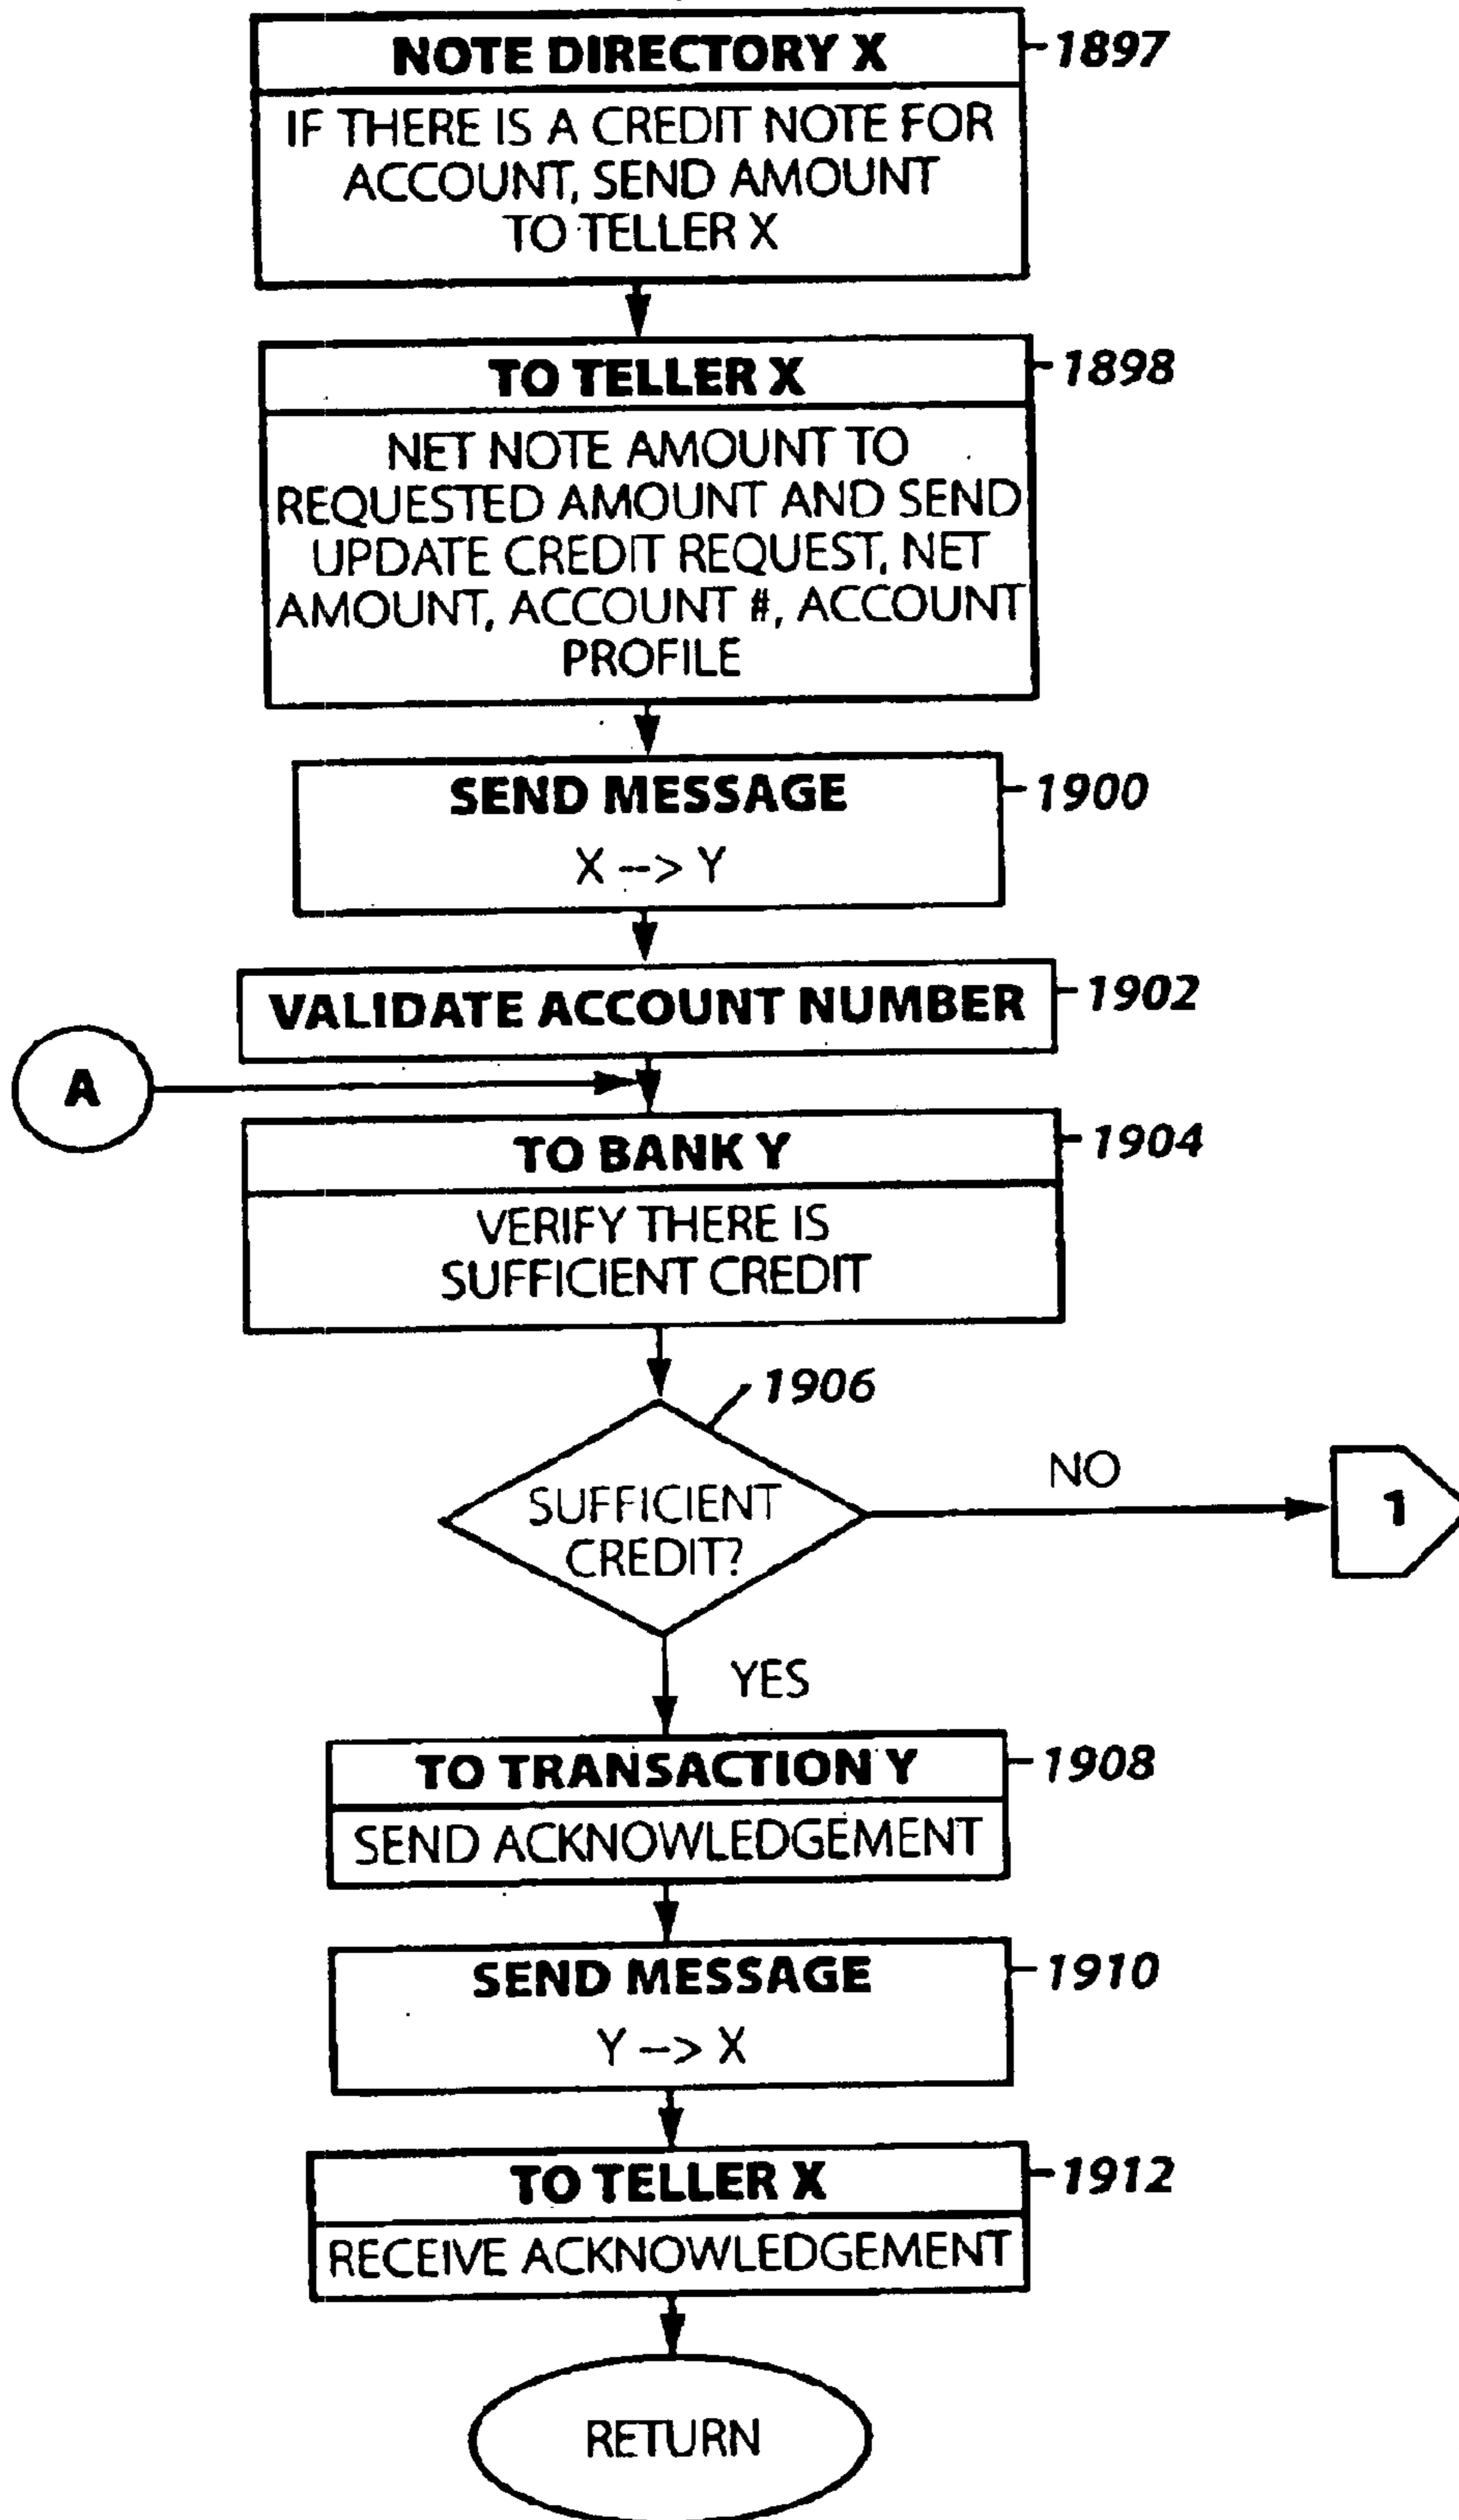 NOTE DIRECTORY X
1897
IF THERE IS A CREDIT NOTE FOR
ACCOUNT, SEND AMOUNT
TO TELLER X
TO TELLER X
1898
NET NOTE AMOUNT TO
REQUESTED AMOUNT AND SEND
UPDATE CREDIT REQUEST, NET
AMOUNT, ACCOUNT #, ACCOUNT
PROFILE
SEND MESSAGE
1900
X --> Y
VALIDATE ACCOUNT NUMBER
1902
A
TO BANK Y
1904
VERIFY THERE IS
SUFFICIENT CREDIT
1906
SUFFICIENT
CREDIT?
NO
1
YES
TO TRANSACTION Y
1908
SEND ACKNOWLEDGEMENT
SEND MESSAGE
1910
Y --> X
TO TELLER X
1912
RECEIVE ACKNOWLEDGEMENT
RETURN